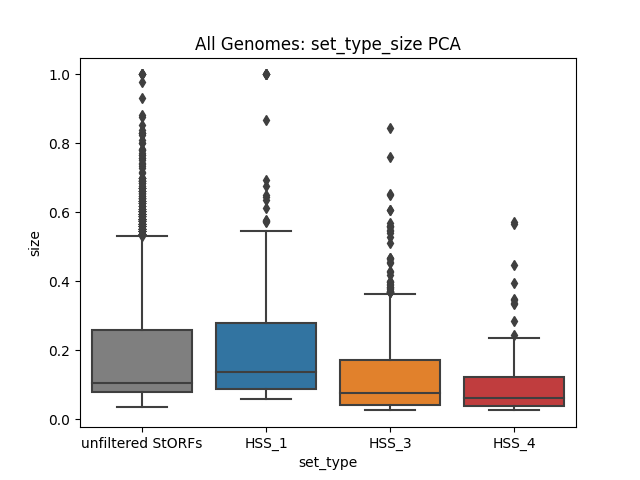 All Genomes: set_type_size PCA
1.0
0.8
0.6
0.4
0.2
0.0
size
unfiltered StORFs HSS_1 HSS_3 HSS_4
set_type